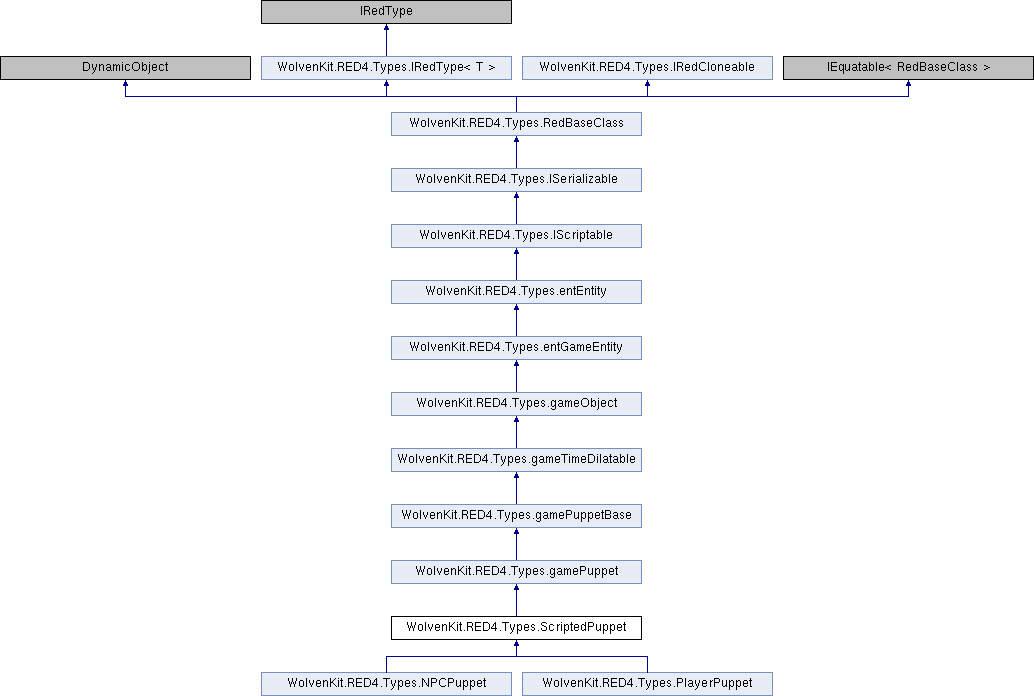 IRedType
DynamicObject
WolvenKit.RED4.Types.IRedType< T >
WolvenKit.RED4.Types.IRedCloneable
IEquatable< RedBaseClass >
WolvenKit.RED4.Types.RedBaseClass
WolvenKit.RED4.Types.ISerializable
WolvenKit.RED4.Types.IScriptable
WolvenKit.RED4.Types.entEntity
WolvenKit.RED4.Types.entGameEntity
WolvenKit.RED4.Types.gameObject
WolvenKit.RED4.Types.gameTimeDilatable
WolvenKit.RED4.Types.gamePuppetBase
WolvenKit.RED4.Types.gamePuppet
WolvenKit.RED4.Types.ScriptedPuppet
WolvenKit.RED4.Types.NPCPuppet
WolvenKit.RED4.Types.PlayerPuppet